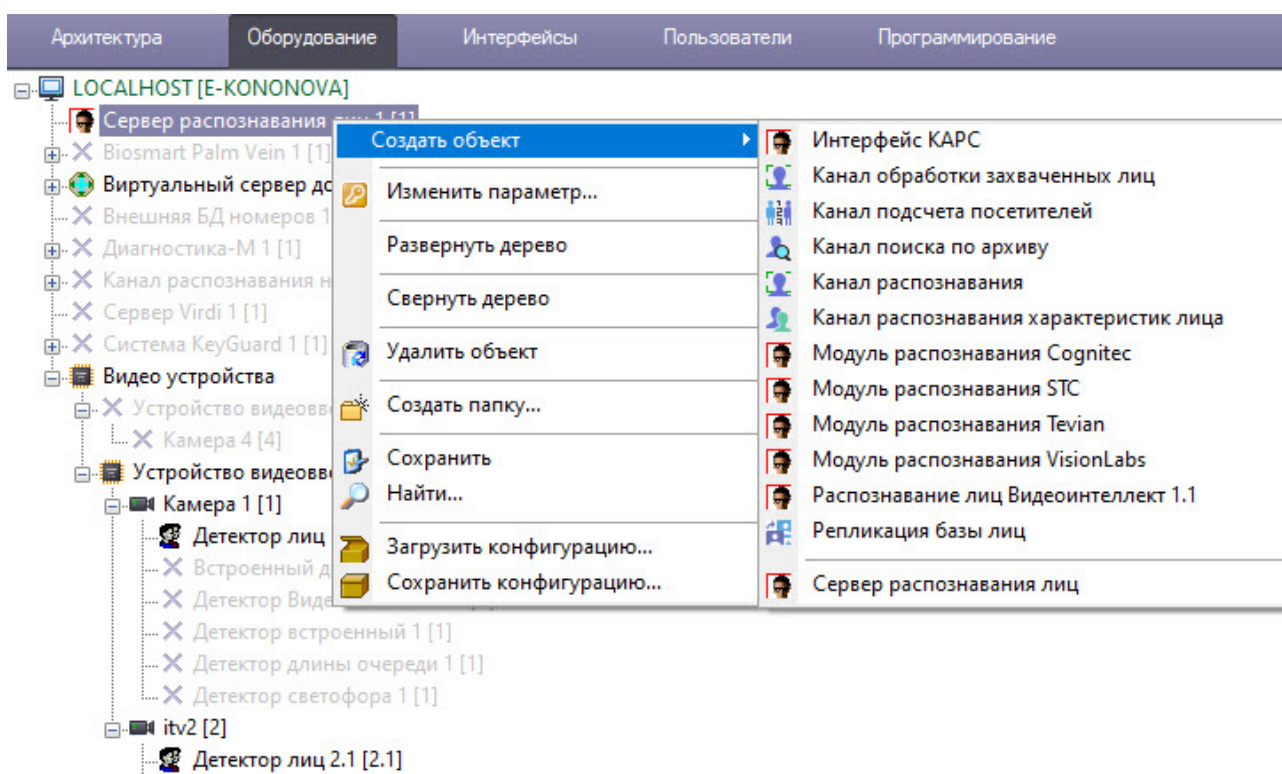 Архитектура Оборудование Интерфейсы Пользователи Программирование
LOCALHOST [E-KONONOVA]
Сервер распознавания лиц 1 [1]
Biosmart Palm Vein 1 [1]
Виртуальный сервер до
Внешняя БД номеров 1
Диагностика-М 1 [1]
Канал распознавания н
Сервер Virdi 1 [1]
Система KeyGuard 1 [1]
Видео устройства
Устройство видеовв
Камера 4 [4]
Устройство видеовв
Камера 1 [1]
Детектор лиц
Встроенный д
Детектор Виде
Детектор встроенный 1 [1]
Детектор длины очереди 1 [1]
Детектор светофора 1 [1]
itv2 [2]
Детектор лиц 2.1 [2.1]
Создать объект
Изменить параметр...
Развернуть дерево
Свернуть дерево
Удалить объект
Создать папку...
Сохранить
Найти...
Загрузить конфигурацию...
Сохранить конфигурацию...
Интерфейс КАРС
Канал обработки захваченных лиц
Канал подсчета посетителей
Канал поиска по архиву
Канал распознавания
Канал распознавания характеристик лица
Модуль распознавания Cognitec
Модуль распознавания STC
Модуль распознавания Tevian
Модуль распознавания VisionLabs
Распознавание лиц Видеоинтеллект 1.1
Репликация базы лиц
Сервер распознавания лиц